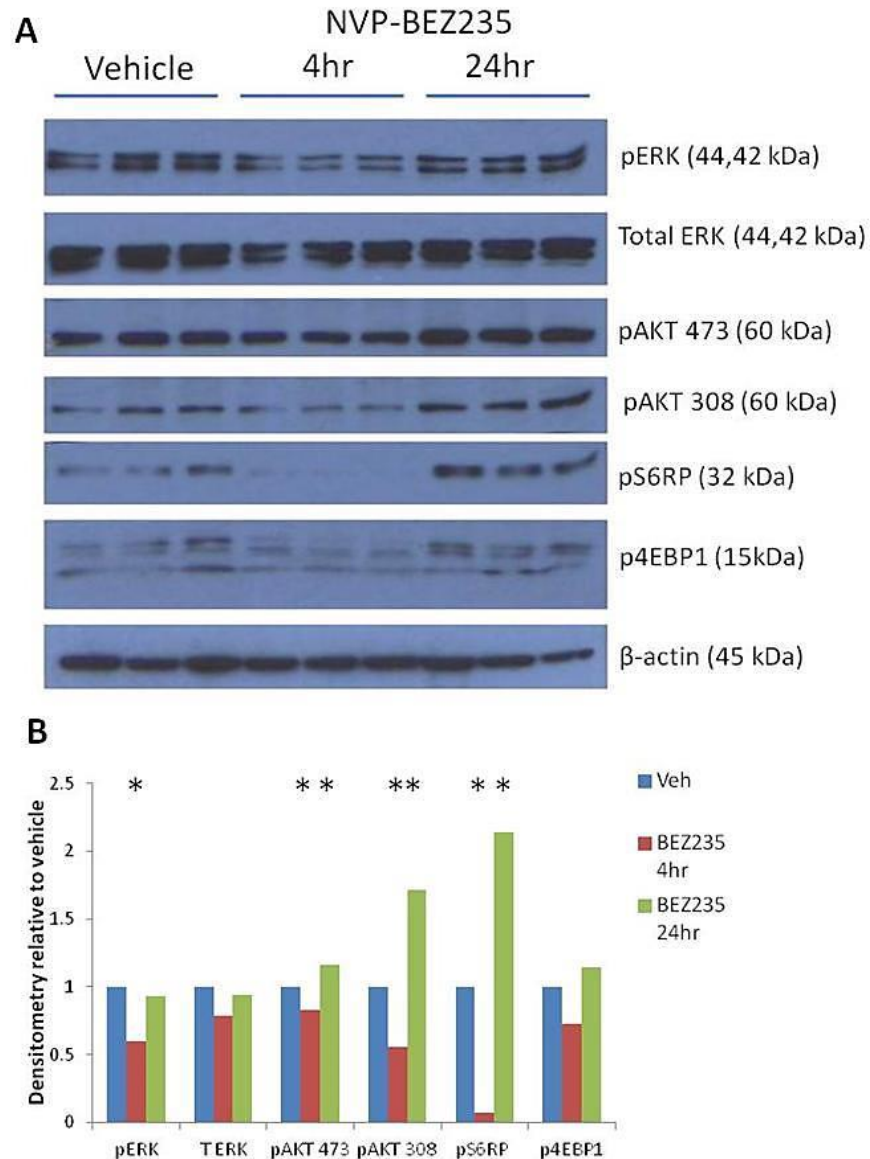 A
NVP-BEZ235
Vehicle 4hr 24hr
pERK (44,42 kDa)
Total ERK (44,42 kDa)
pAKT 473 (60 kDa)
pAKT 308 (60 kDa)
pS6RP (32 kDa)
p4EBP1 (15kDa)
β-actin (45 kDa)
B
Densitometry relative to vehicle
2.5
2
1.5
1
0.5
0
* ** ** **
pERK TERK pAKT 473 pAKT 308 pS6RP p4EBP1
Veh
BEZ235
4hr
BEZ235
24hr